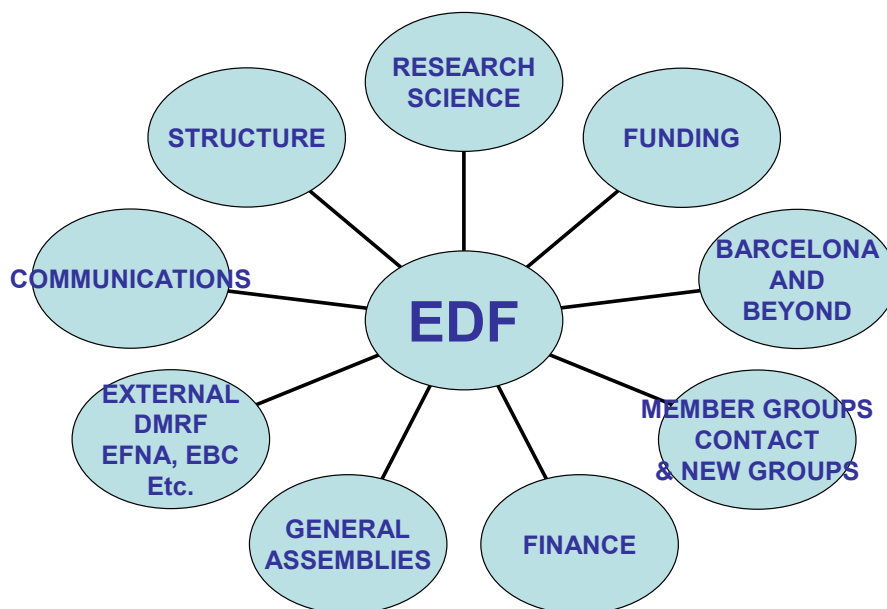 RESEARCH
SCIENCE
STRUCTURE
FUNDING
BARCELONA
AND
BEYOND
COMMUNICATIONS
EDF
EXTERNAL
DMRF
EFNA, EBC
Etc.
MEMBER GROUPS
CONTACT
& NEW GROUPS
GENERAL
ASSEMBLIES
FINANCE